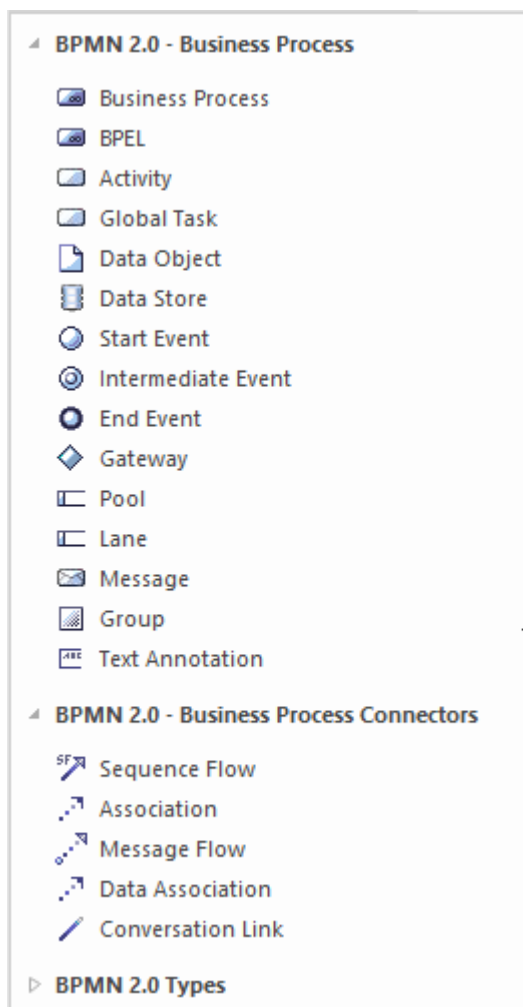 BPMN 2.0 - Business Process
Business Process
BPEL
Activity
Global Task
Data Object
Data Store
Start Event
Intermediate Event
End Event
Gateway
Pool
Lane
Message
Group
ABC Text Annotation
BPMN 2.0 - Business Process Connectors
SF Sequence Flow
Association
Message Flow
Data Association
Conversation Link
BPMN 2.0 Types